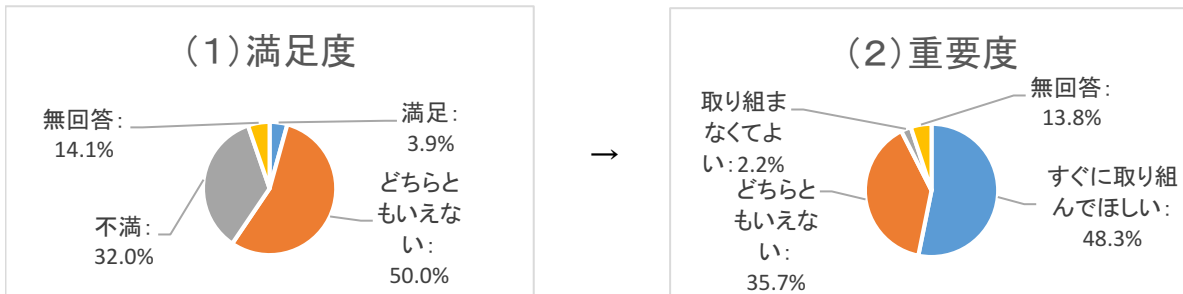 (1)満足度
無回答:
14.1%
満足:
3.9%
どちらと
もいえな
い:
50.0%
不満:
32.0%
→
(2)重要度
取り組ま
なくてよ
い:2.2%
無回答:
13.8%
すぐに取り組
んでほしい:
48.3%
どちらと
もいえな
い:
35.7%